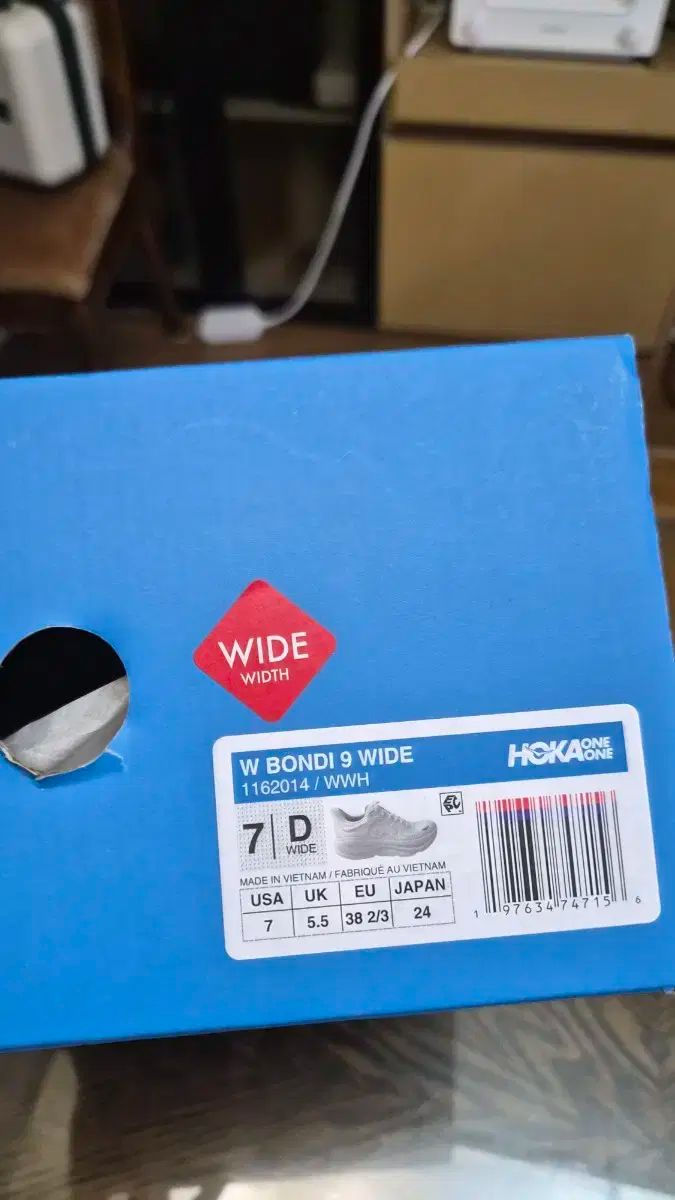 WIDE
WIDTH
W BONDI 9 WIDE
1162014 / WWH
HOKA ONE ONE
7 D
WIDE
MADE IN VIETNAM / FABRIQUÉ AU VIETNAM
USA UK EU JAPAN
7 5.5 38 2/3 24
1 97634 74715 6